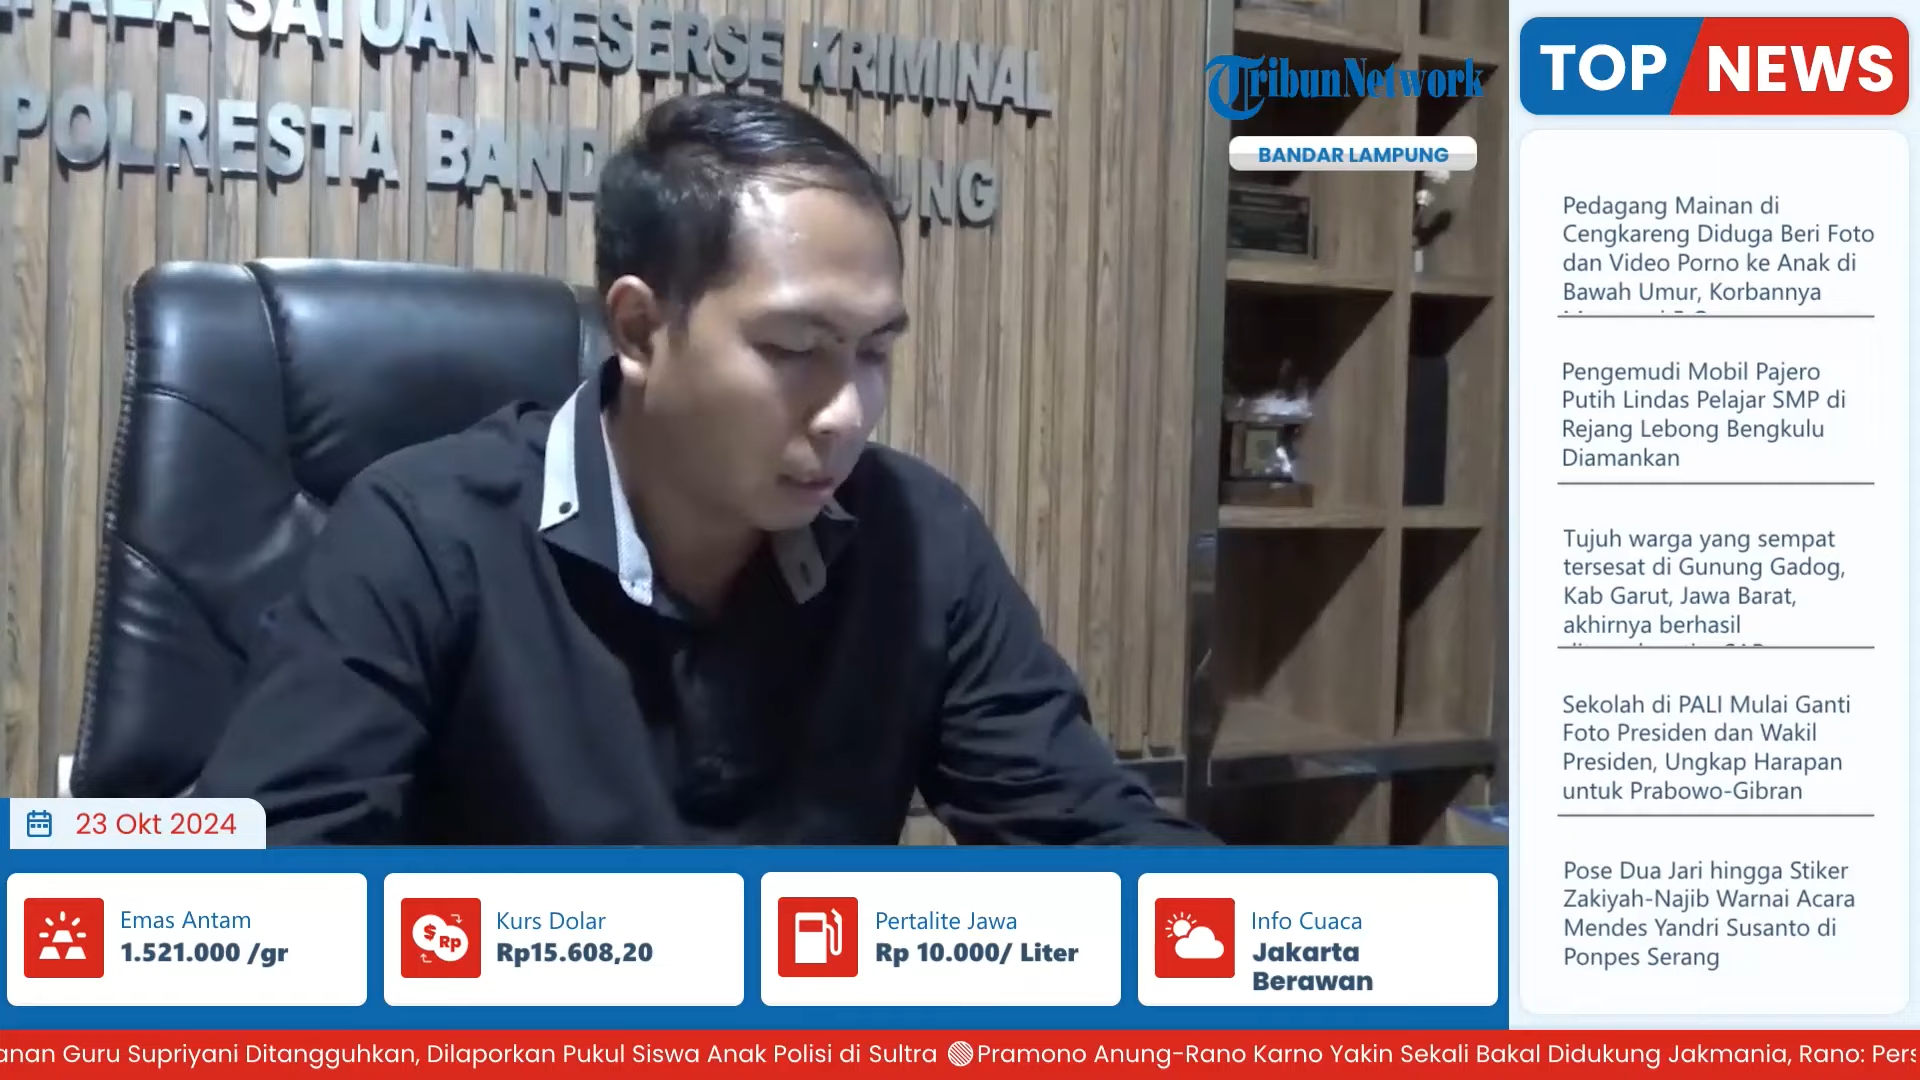 PALA SATUAN RESERSE KRIMINAL
POLRESTA BAND UNG
TribunNetwork
BANDAR LAMPUNG
TOP NEWS
Pedagang Mainan di
Cengkareng Diduga Beri Foto
dan Video Porno ke Anak di
Bawah Umur, Korbannya
Pengemudi Mobil Pajero
Putih Lindas Pelajar SMP di
Rejang Lebong Bengkulu
Diamankan
Tujuh warga yang sempat
tersesat di Gunung Gadog,
Kab Garut, Jawa Barat,
akhirnya berhasil
Sekolah di PALI Mulai Ganti
Foto Presiden dan Wakil
Presiden, Ungkap Harapan
untuk Prabowo-Gibran
Pose Dua Jari hingga Stiker
Zakiyah-Najib Warnai Acara
Mendes Yandri Susanto di
Ponpes Serang
23 Okt 2024
Emas Antam
1.521.000 /gr
Kurs Dolar
Rp15.608,20
Pertalite Jawa
Rp 10.000/ Liter
Info Cuaca
Jakarta
Berawan
anan Guru Supriyani Ditangguhkan, Dilaporkan Pukul Siswa Anak Polisi di Sultra Pramono Anung-Rano Karno Yakin Sekali Bakal Didukung Jakmania, Rano: Pers